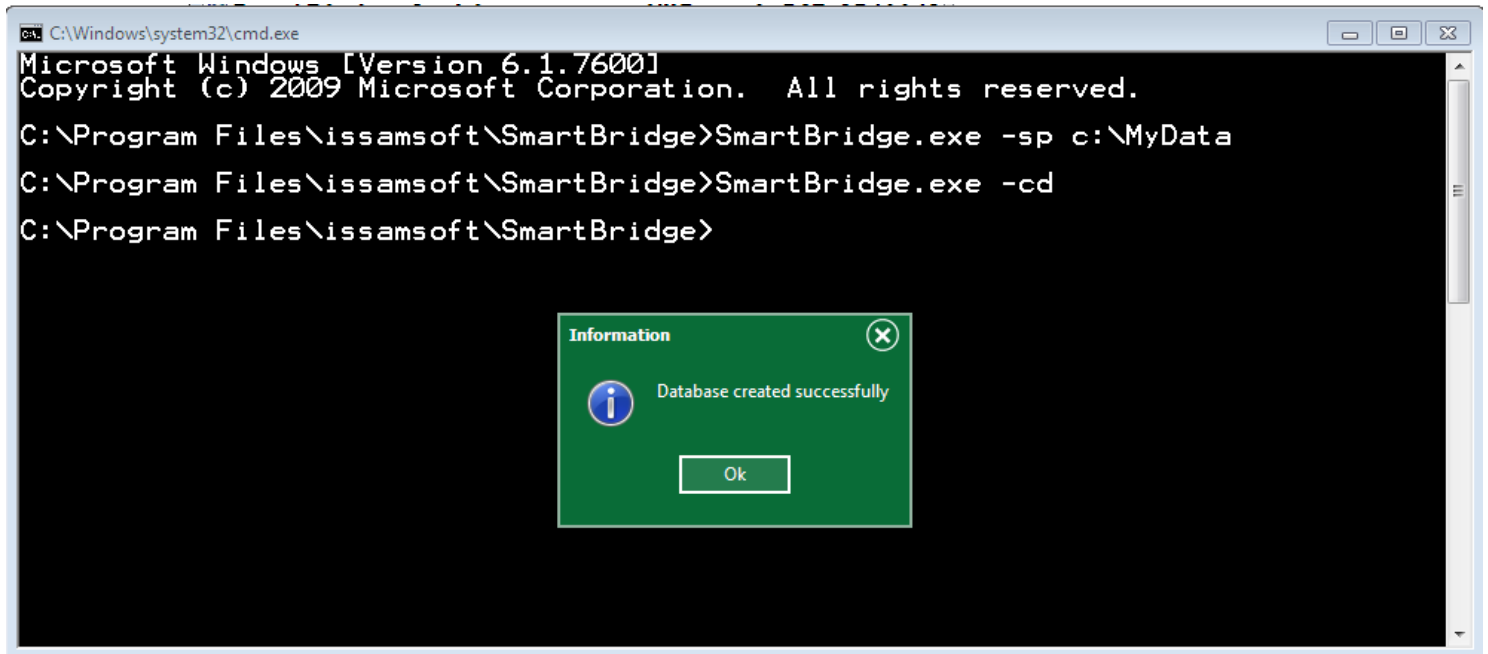 C:\Windows\system32\cmd.exe
Microsoft Windows [Version 6.1.7600]
Copyright (c) 2009 Microsoft Corporation.  All rights reserved.
C:\Program Files\issamsoft\SmartBridge>SmartBridge.exe -sp c:\MyData
C:\Program Files\issamsoft\SmartBridge>SmartBridge.exe -cd
C:\Program Files\issamsoft\SmartBridge>
Information
Database created successfully
Ok